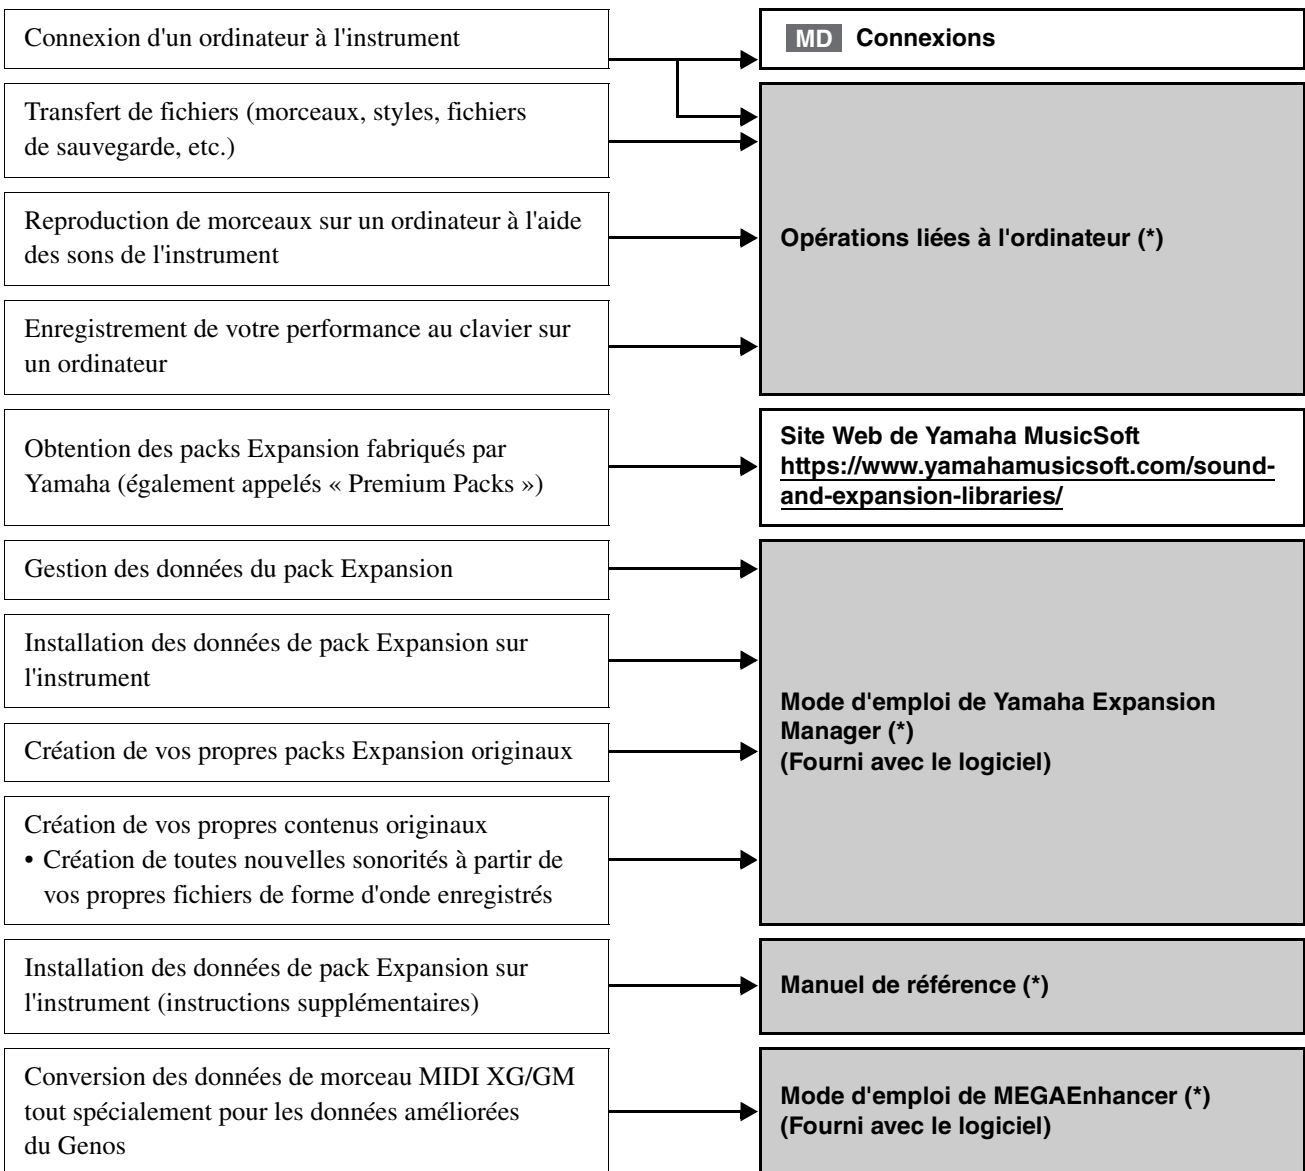 Connexion d'un ordinateur à l'instrument
MD Connexions
Transfert de fichiers (morceaux, styles, fichiers
de sauvegarde, etc.)
Reproduction de morceaux sur un ordinateur à l'aide
des sons de l'instrument
Enregistrement de votre performance au clavier sur
un ordinateur
Opérations liées à l'ordinateur (*)
Obtention des packs Expansion fabriqués par
Yamaha (également appelés « Premium Packs »)
Site Web de Yamaha MusicSoft
https://www.yamahamusicsoft.com/sound-
and-expansion-libraries/
Gestion des données du pack Expansion
Installation des données de pack Expansion sur
l'instrument
Création de vos propres packs Expansion originaux
Création de vos propres contenus originaux
• Création de toutes nouvelles sonorités à partir de
vos propres fichiers de forme d'onde enregistrés
Mode d'emploi de Yamaha Expansion
Manager (*)
(Fourni avec le logiciel)
Installation des données de pack Expansion sur
l'instrument (instructions supplémentaires)
Manuel de référence (*)
Conversion des données de morceau MIDI XG/GM
tout spécialement pour les données améliorées
du Genos
Mode d'emploi de MEGAEnhancer (*)
(Fourni avec le logiciel)